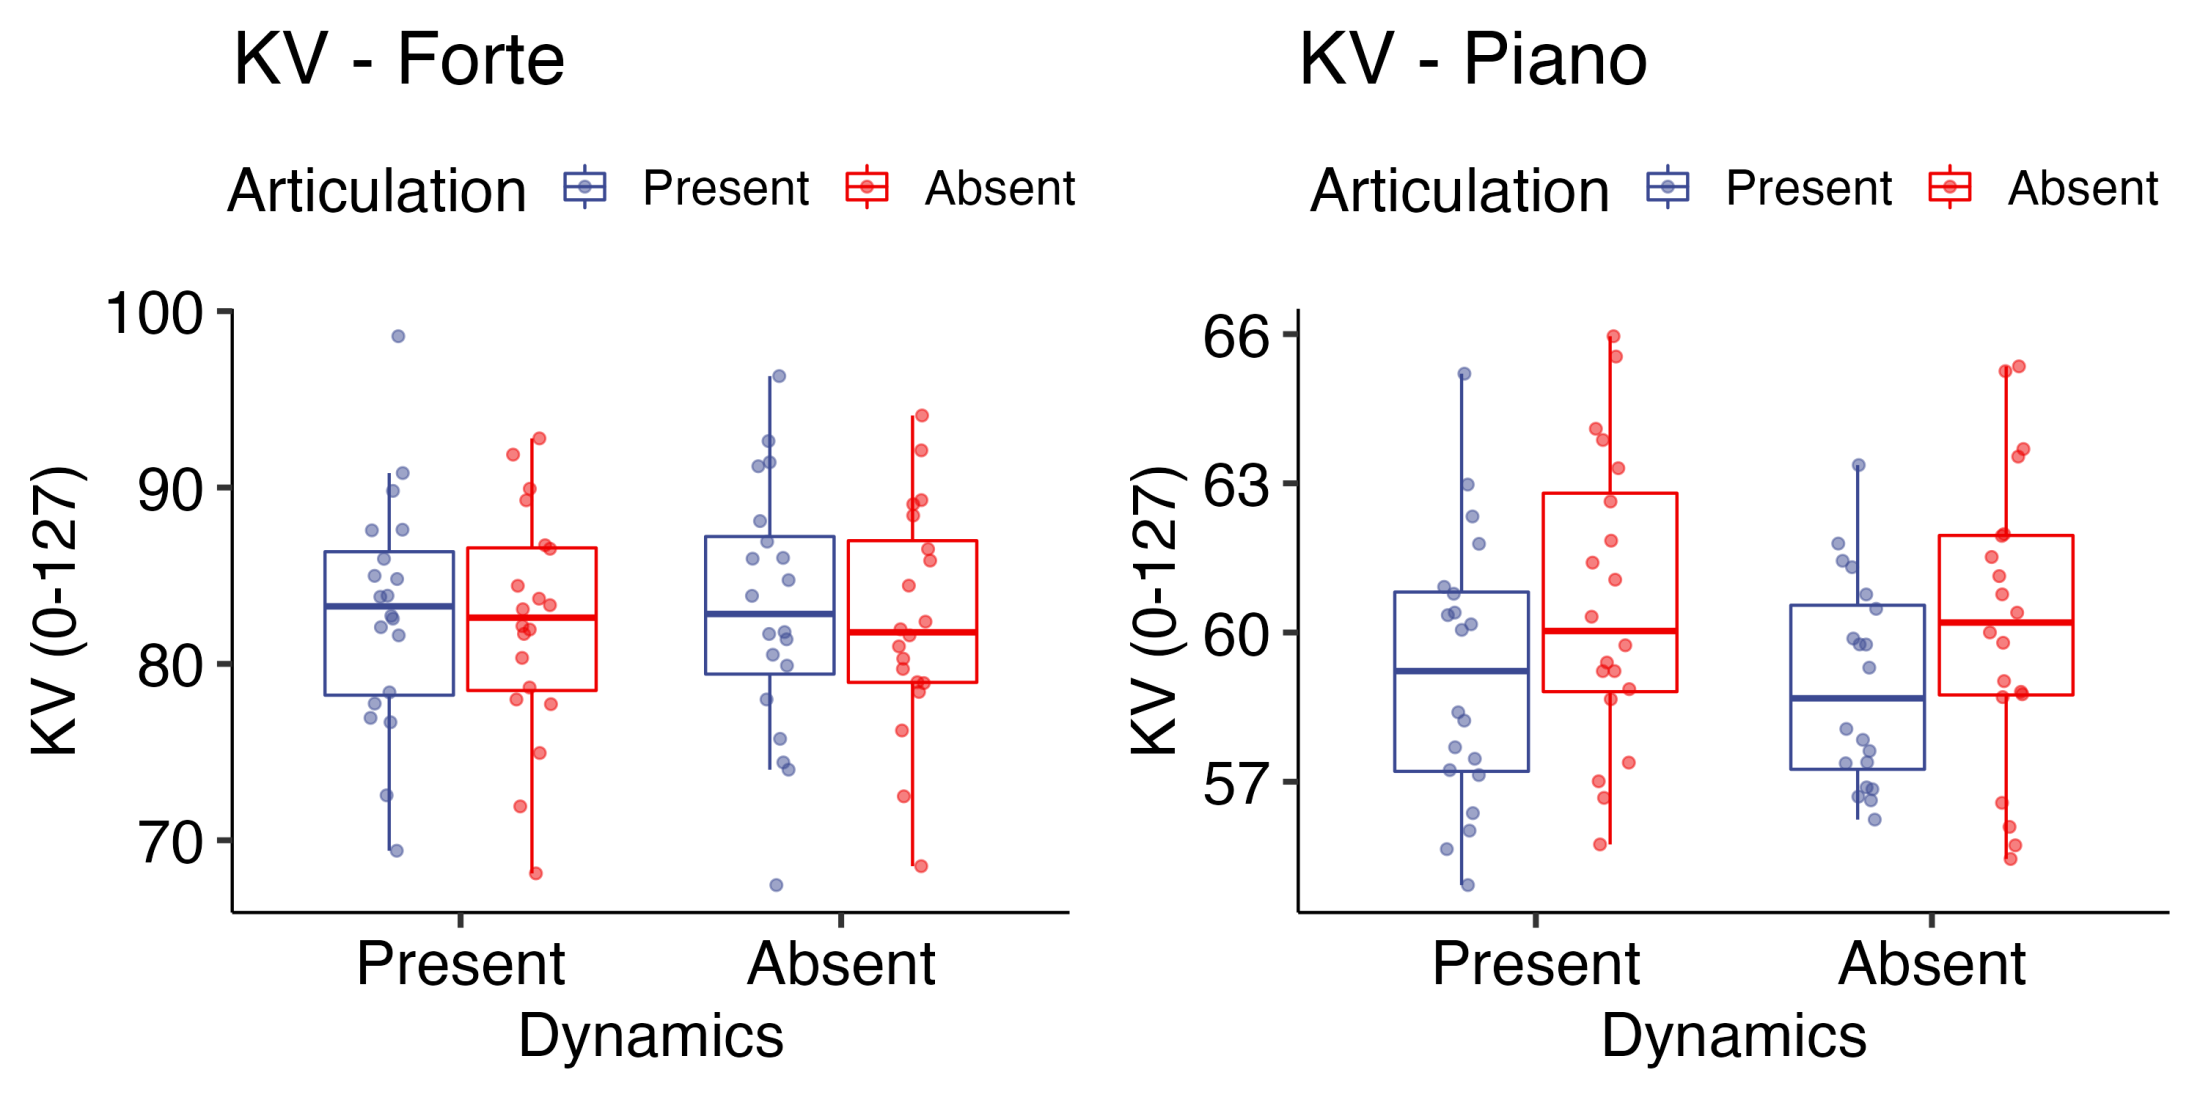 KV - Forte
Articulation Present Absent
KV (0-127)
100
90
80
70
Present Absent
Dynamics
KV - Piano
Articulation Present Absent
KV (0-127)
66
63
60
57
Present Absent
Dynamics